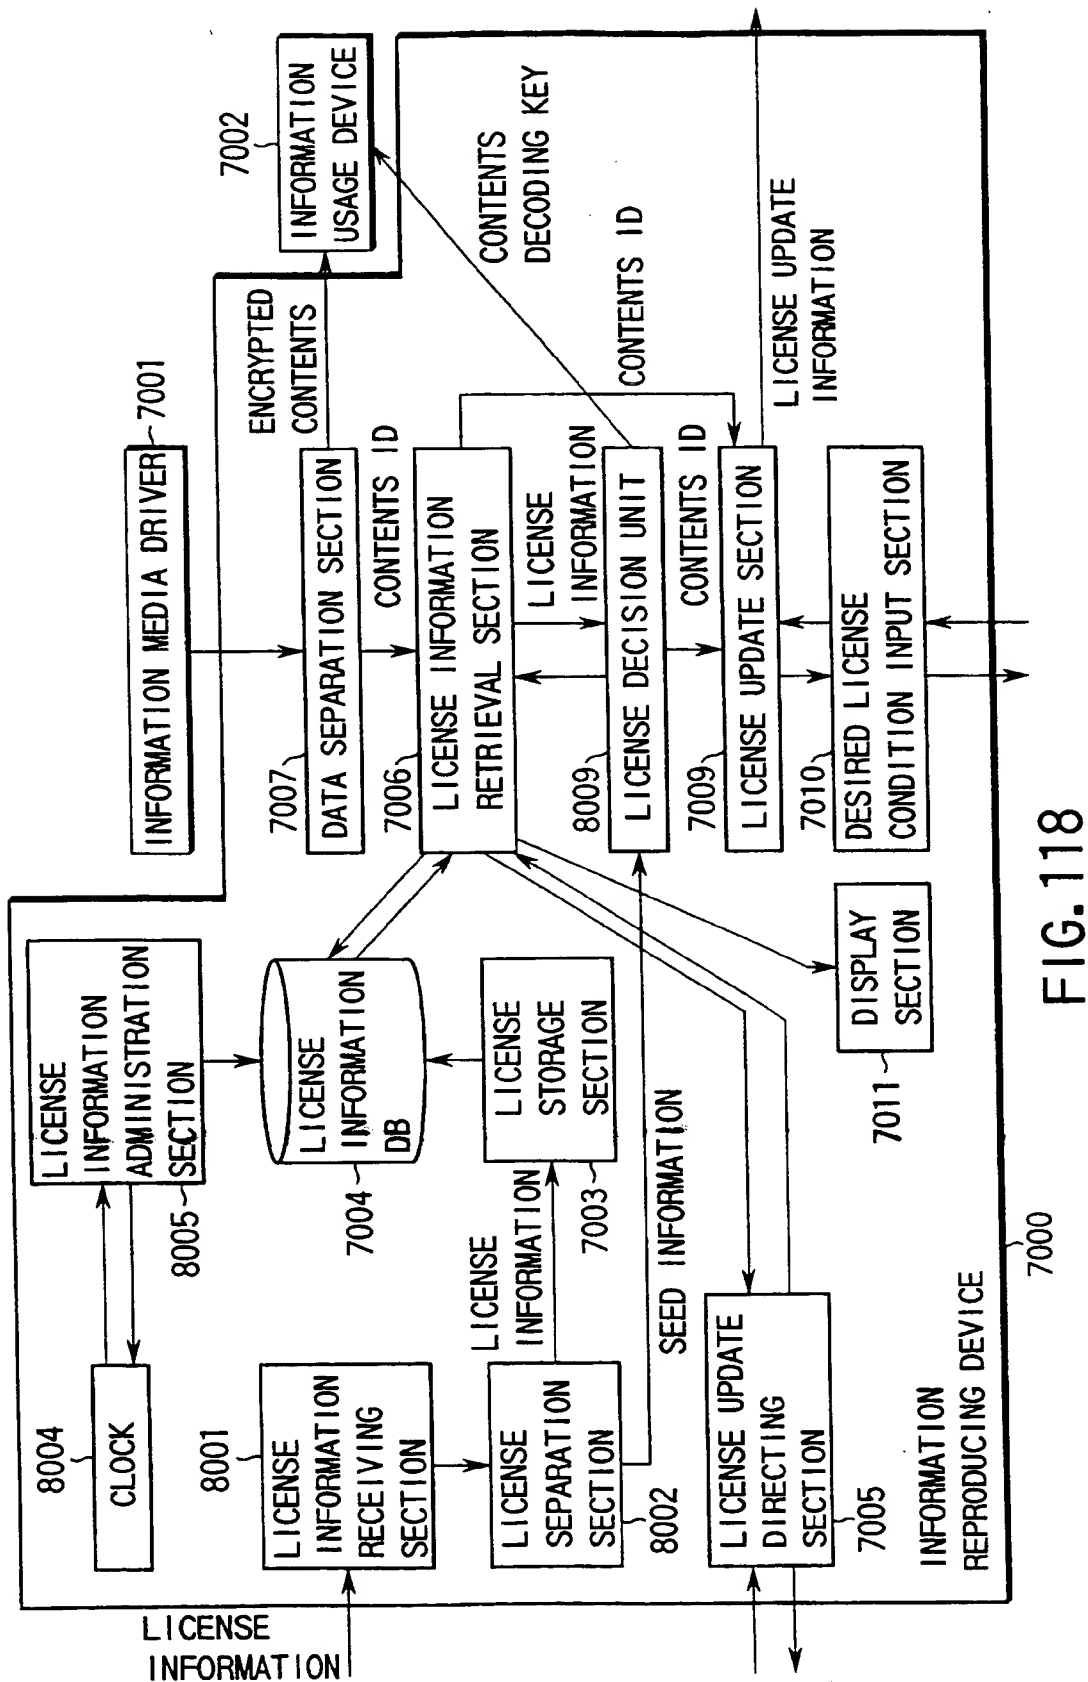 LICENSE
INFORMATION
8004
CLOCK
LICENSE
INFORMATION
ADMINISTRATION
SECTION
8005
INFORMATION MEDIA DRIVER
7001
7002
INFORMATION
USAGE DEVICE
ENCRYPTED
CONTENTS
8001
LICENSE
INFORMATION
RECEIVING
SECTION
LICENSE
INFORMATION
DB
7004
7007
DATA SEPARATION SECTION
CONTENTS ID
7006
LICENSE INFORMATION
RETRIEVAL SECTION
CONTENTS
DECODING KEY
LICENSE
SEPARATION
SECTION
8002
LICENSE
INFORMATION
LICENSE
STORAGE
SECTION
7003
LICENSE
INFORMATION
CONTENTS ID
8009
LICENSE DECISION UNIT
SEED INFORMATION
CONTENTS ID
7009
LICENSE UPDATE SECTION
LICENSE UPDATE
INFORMATION
LICENSE UPDATE
DIRECTING
SECTION
7005
7010
DESIRED LICENSE
CONDITION INPUT SECTION
DISPLAY
SECTION
7011
INFORMATION
REPRODUCING DEVICE
7000
FIG. 118